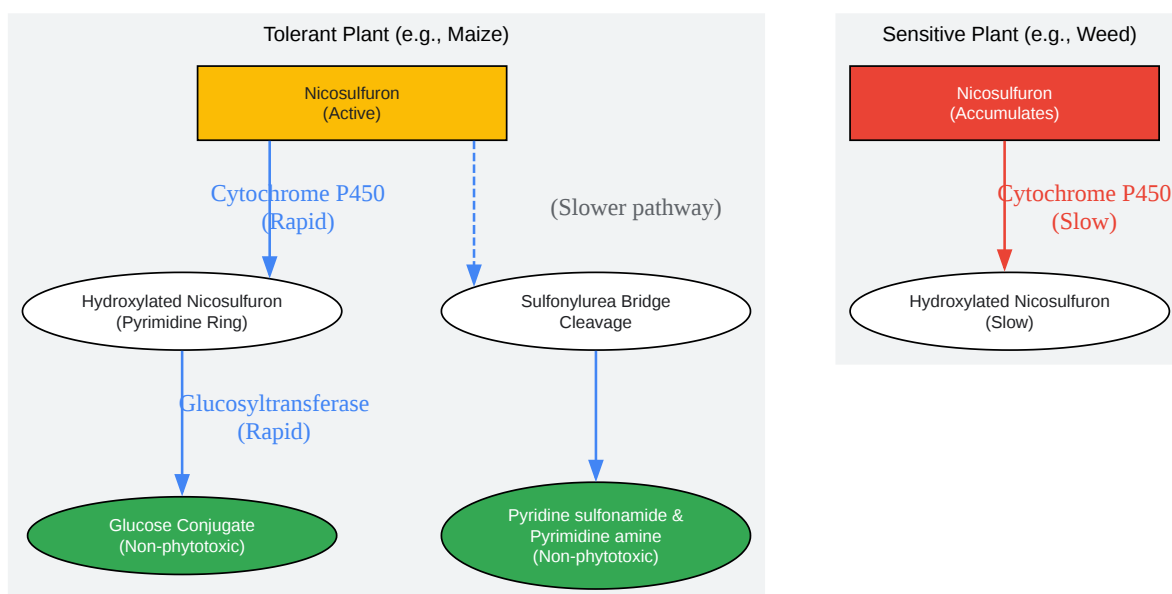 Tolerant Plant (e.g., Maize)
Nicosulfuron
(Active)
Cytochrome P450
(Rapid)
(Slower pathway)
Hydroxylated Nicosulfuron
(Pyrimidine Ring)
Sulfonylurea Bridge
Cleavage
Glucosyltransferase
(Rapid)
Glucose Conjugate
(Non-phytotoxic)
Pyridine sulfonamide &
Pyrimidine amine
(Non-phytotoxic)
Sensitive Plant (e.g., Weed)
Nicosulfuron
(Accumulates)
Cytochrome P450
(Slow)
Hydroxylated Nicosulfuron
(Slow)